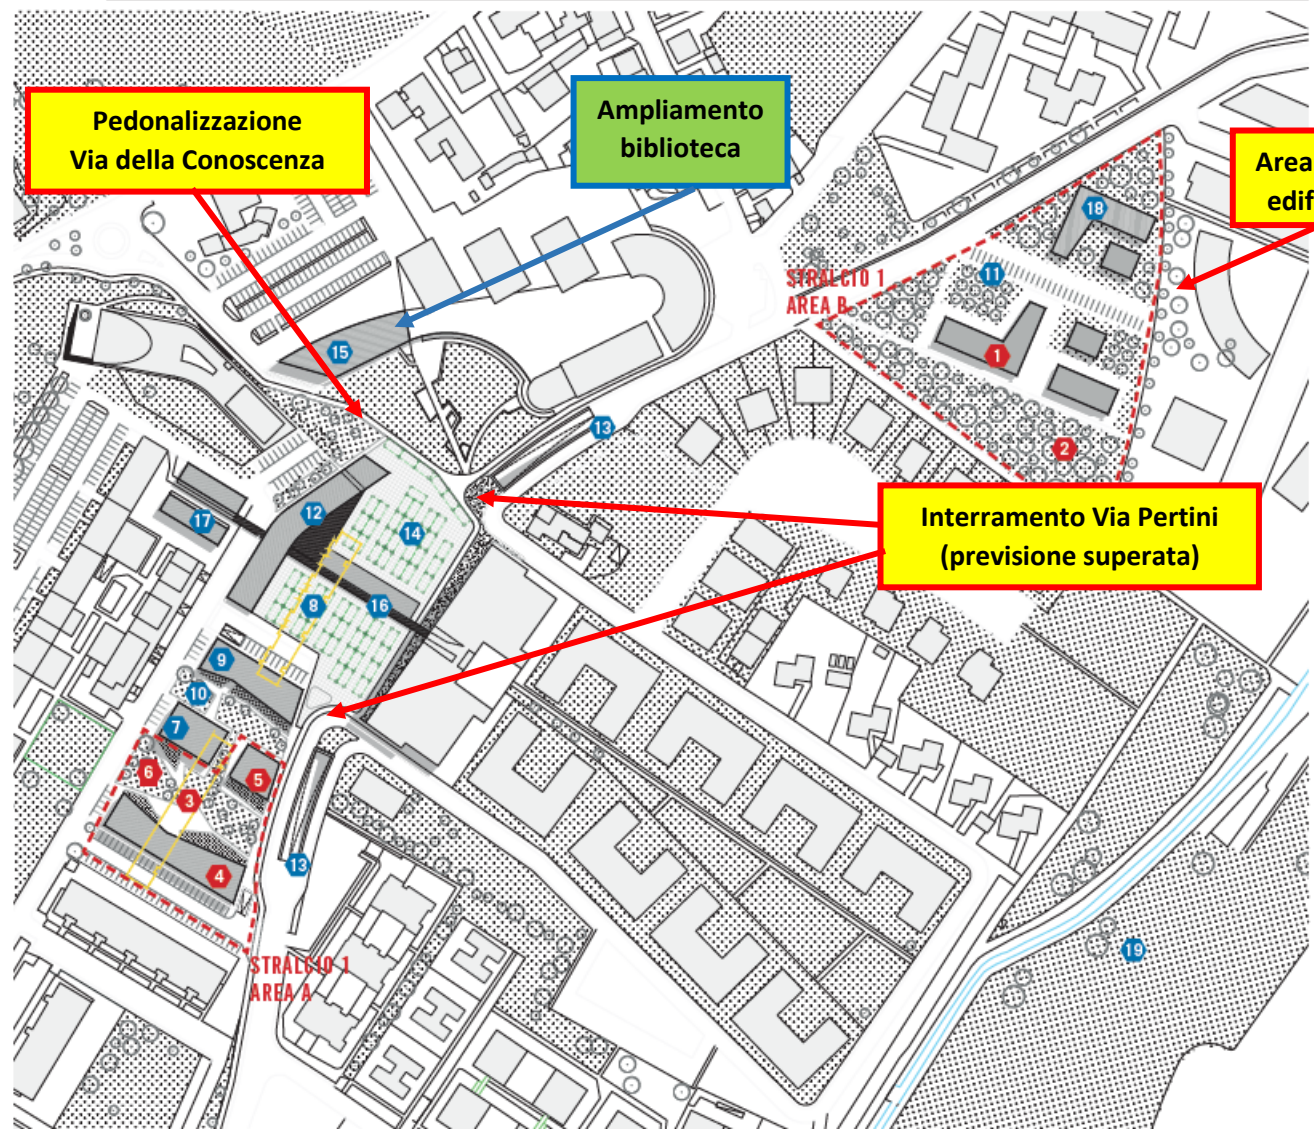 Pedonalizzazione
Via della Conoscenza
Ampliamento
biblioteca
Area
edif
18
STRALCIO 1
AREA B
11
15
1
13
2
12
17
14
Interramento Via Pertini
(previsione superata)
8
16
9
10
7
6
5
3
4
13
STRALCIO 1
AREA A
19